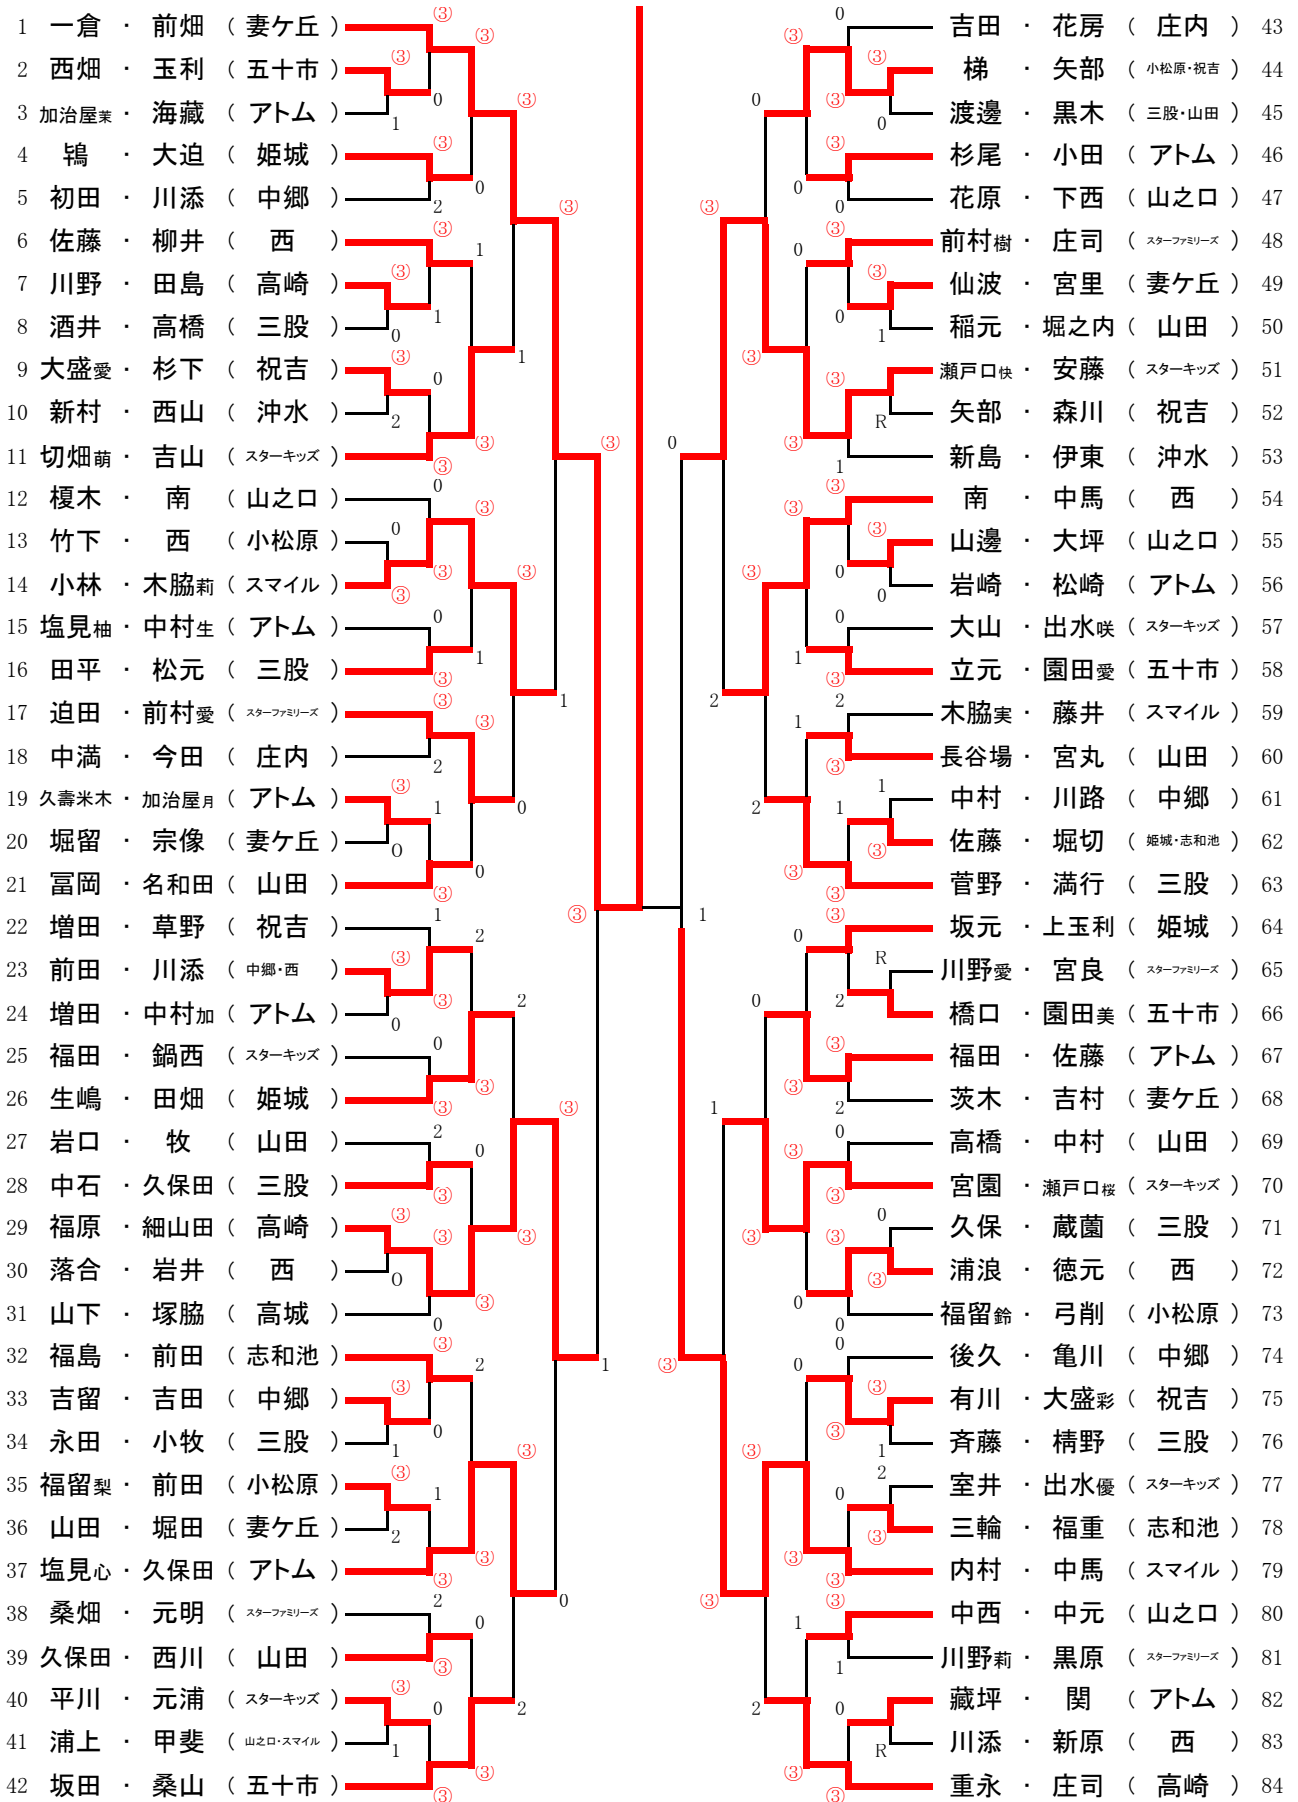 1 一倉 ・ 前畑 （ 妻ケ丘 ）
2 西畑 ・ 玉利 （ 五十市 ）
3 加治屋茉 ・ 海藏 （ アトム ）
4 鴇 ・ 大迫 （ 姫城 ）
5 初田 ・ 川添 （ 中郷 ）
6 佐藤 ・ 柳井 （ 西 ）
7 川野 ・ 田島 （ 高崎 ）
8 酒井 ・ 高橋 （ 三股 ）
9 大盛愛 ・ 杉下 （ 祝吉 ）
10 新村 ・ 西山 （ 沖水 ）
11 切畑萌 ・ 吉山 （ スターキッズ ）
12 榎木 ・ 南 （ 山之口 ）
13 竹下 ・ 西 （ 小松原 ）
14 小林 ・ 木脇莉 （ スマイル ）
15 塩見柚 ・ 中村生 （ アトム ）
16 田平 ・ 松元 （ 三股 ）
17 迫田 ・ 前村愛 （ スターファミリーズ ）
18 中満 ・ 今田 （ 庄内 ）
19 久壽米木 ・ 加治屋月 （ アトム ）
20 堀留 ・ 宗像 （ 妻ケ丘 ）
21 冨岡 ・ 名和田 （ 山田 ）
22 増田 ・ 草野 （ 祝吉 ）
23 前田 ・ 川添 （ 中郷・西 ）
24 増田 ・ 中村加 （ アトム ）
25 福田 ・ 鍋西 （ スターキッズ ）
26 生嶋 ・ 田畑 （ 姫城 ）
27 岩口 ・ 牧 （ 山田 ）
28 中石 ・ 久保田 （ 三股 ）
29 福原 ・ 細山田 （ 高崎 ）
30 落合 ・ 岩井 （ 西 ）
31 山下 ・ 塚脇 （ 高城 ）
32 福島 ・ 前田 （ 志和池 ）
33 吉留 ・ 吉田 （ 中郷 ）
34 永田 ・ 小牧 （ 三股 ）
35 福留梨 ・ 前田 （ 小松原 ）
36 山田 ・ 堀田 （ 妻ケ丘 ）
37 塩見心 ・ 久保田 （ アトム ）
38 桑畑 ・ 元明 （ スターファミリーズ ）
39 久保田 ・ 西川 （ 山田 ）
40 平川 ・ 元浦 （ スターキッズ ）
41 浦上 ・ 甲斐 （ 山之口・スマイル ）
42 坂田 ・ 桑山 （ 五十市 ）
吉田 ・ 花房 （ 庄内 ） 43
梯 ・ 矢部 （ 小松原・祝吉 ） 44
渡邊 ・ 黒木 （ 三股・山田 ） 45
杉尾 ・ 小田 （ アトム ） 46
花原 ・ 下西 （ 山之口 ） 47
前村樹 ・ 庄司 （ スターファミリーズ ） 48
仙波 ・ 宮里 （ 妻ケ丘 ） 49
稲元 ・ 堀之内 （ 山田 ） 50
瀬戸口快 ・ 安藤 （ スターキッズ ） 51
矢部 ・ 森川 （ 祝吉 ） 52
新島 ・ 伊東 （ 沖水 ） 53
南 ・ 中馬 （ 西 ） 54
山邊 ・ 大坪 （ 山之口 ） 55
岩崎 ・ 松崎 （ アトム ） 56
大山 ・ 出水咲 （ スターキッズ ） 57
立元 ・ 園田愛 （ 五十市 ） 58
木脇実 ・ 藤井 （ スマイル ） 59
長谷場 ・ 宮丸 （ 山田 ） 60
中村 ・ 川路 （ 中郷 ） 61
佐藤 ・ 堀切 （ 姫城・志和池 ） 62
菅野 ・ 満行 （ 三股 ） 63
坂元 ・ 上玉利 （ 姫城 ） 64
川野愛 ・ 宮良 （ スターファミリーズ ） 65
橋口 ・ 園田美 （ 五十市 ） 66
福田 ・ 佐藤 （ アトム ） 67
茨木 ・ 吉村 （ 妻ケ丘 ） 68
高橋 ・ 中村 （ 山田 ） 69
宮園 ・ 瀬戸口桜 （ スターキッズ ） 70
久保 ・ 蔵薗 （ 三股 ） 71
浦浪 ・ 徳元 （ 西 ） 72
福留鈴 ・ 弓削 （ 小松原 ） 73
後久 ・ 亀川 （ 中郷 ） 74
有川 ・ 大盛彩 （ 祝吉 ） 75
斉藤 ・ 橨野 （ 三股 ） 76
室井 ・ 出水優 （ スターキッズ ） 77
三輪 ・ 福重 （ 志和池 ） 78
内村 ・ 中馬 （ スマイル ） 79
中西 ・ 中元 （ 山之口 ） 80
川野莉 ・ 黒原 （ スターファミリーズ ） 81
藏坪 ・ 関 （ アトム ） 82
川添 ・ 新原 （ 西 ） 83
重永 ・ 庄司 （ 高崎 ） 84